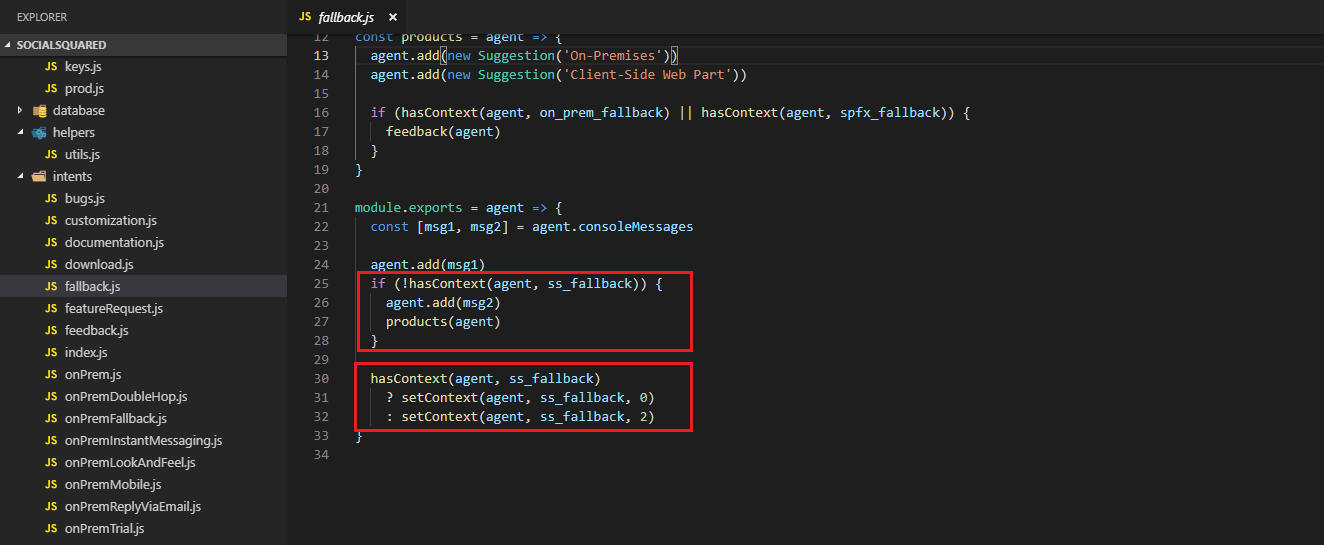 EXPLORER
SOCIALSQUARED
JS keys.js
JS prod.js
database
helpers
JS utils.js
intents
JS bugs.js
JS customization.js
JS documentation.js
JS download.js
JS fallback.js
JS featureRequest.js
JS feedback.js
JS index.js
JS onPrem.js
JS onPremDoubleHop.js
JS onPremFallback.js
JS onPremInstantMessaging.js
JS onPremLookAndFeel.js
JS onPremMobile.js
JS onPremReplyViaEmail.js
JS onPremTrial.js
JS fallback.js ×
12 const products = agent => {
13 agent.add(new Suggestion('On-Premises'))
14 agent.add(new Suggestion('Client-Side Web Part'))
15
16 if (hasContext(agent, on_prem_fallback) || hasContext(agent, spfx_fallback)) {
17 feedback(agent)
18 }
19 }
20
21 module.exports = agent => {
22 const [msg1, msg2] = agent.consoleMessages
23
24 agent.add(msg1)
25 if (!hasContext(agent, ss_fallback)) {
26 agent.add(msg2)
27 products(agent)
28 }
29
30 hasContext(agent, ss_fallback)
31 ? setContext(agent, ss_fallback, 0)
32 : setContext(agent, ss_fallback, 2)
33 }
34